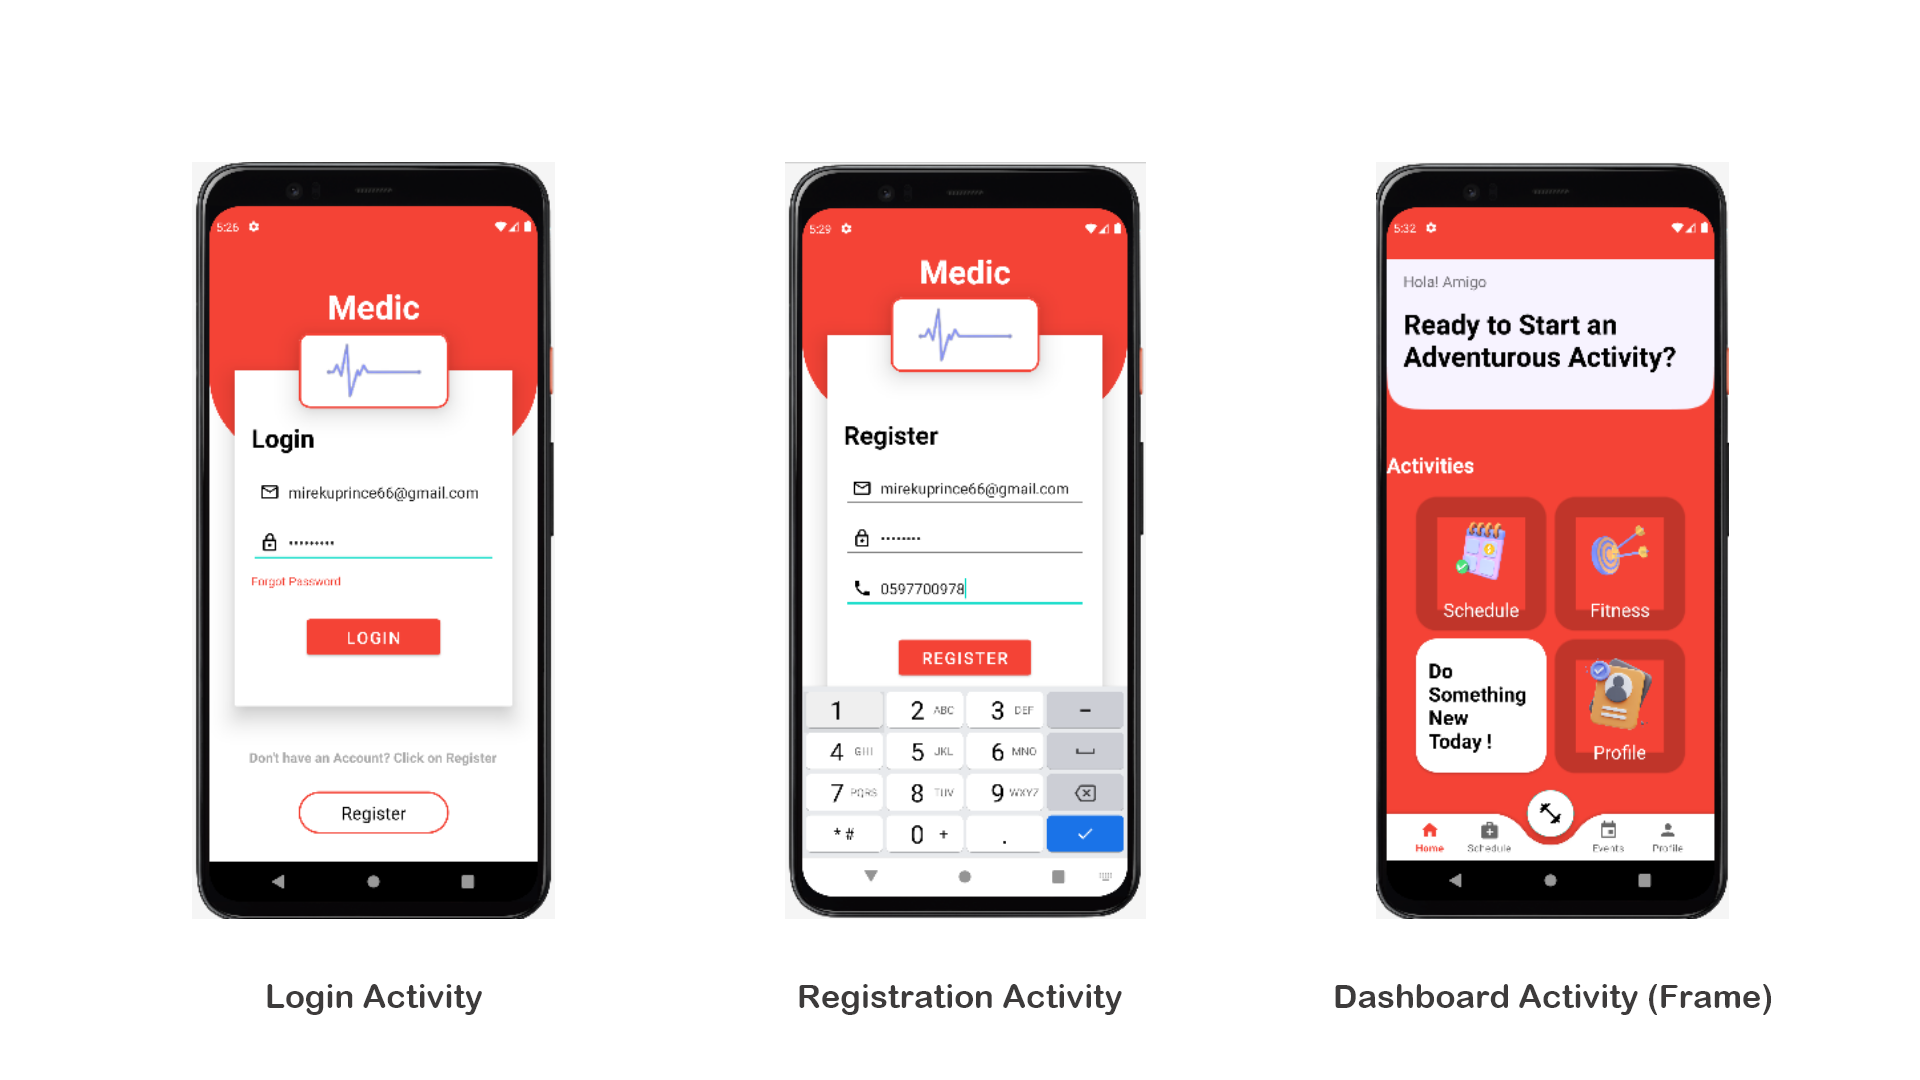 5:26
Medic
Login
mirekuprince66@gmail.com
•••••••••
Forgot Password
LOGIN
Don't have an Account? Click on Register
Register
Login Activity
5:29
Medic
Register
mirekuprince66@gmail.com
••••••••
0597700978
REGISTER
1 2 ABC 3 DEF -
4 GHI 5 JKL 6 MNO
7 PQRS 8 TUV 9 WXYZ
* # 0 + .
Registration Activity
5:32
Hola! Amigo
Ready to Start an
Adventurous Activity?
Activities
Schedule Fitness
Do
Something
New
Today !
Profile
Home Schedule Events Profile
Dashboard Activity (Frame)